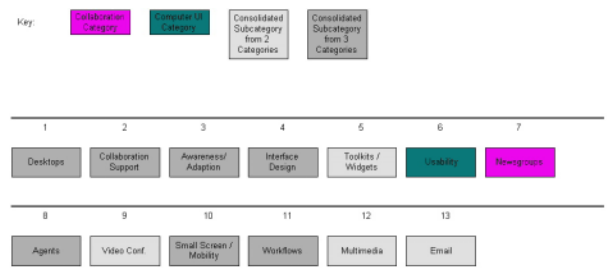 Key:
Collaboration
Category
Computer UI
Category
Consolidated
Subcategory
from 2
Categories
Consolidated
Subcategory
from 3
Categories
1 2 3 4 5 6 7
Desktops
Collaboration
Support
Awareness/
Adaption
Interface
Design
Toolkits /
Widgets
Usability
Newsgroups
8 9 10 11 12 13
Agents
Video Conf.
Small Screen /
Mobility
Workflows
Multimedia
Email